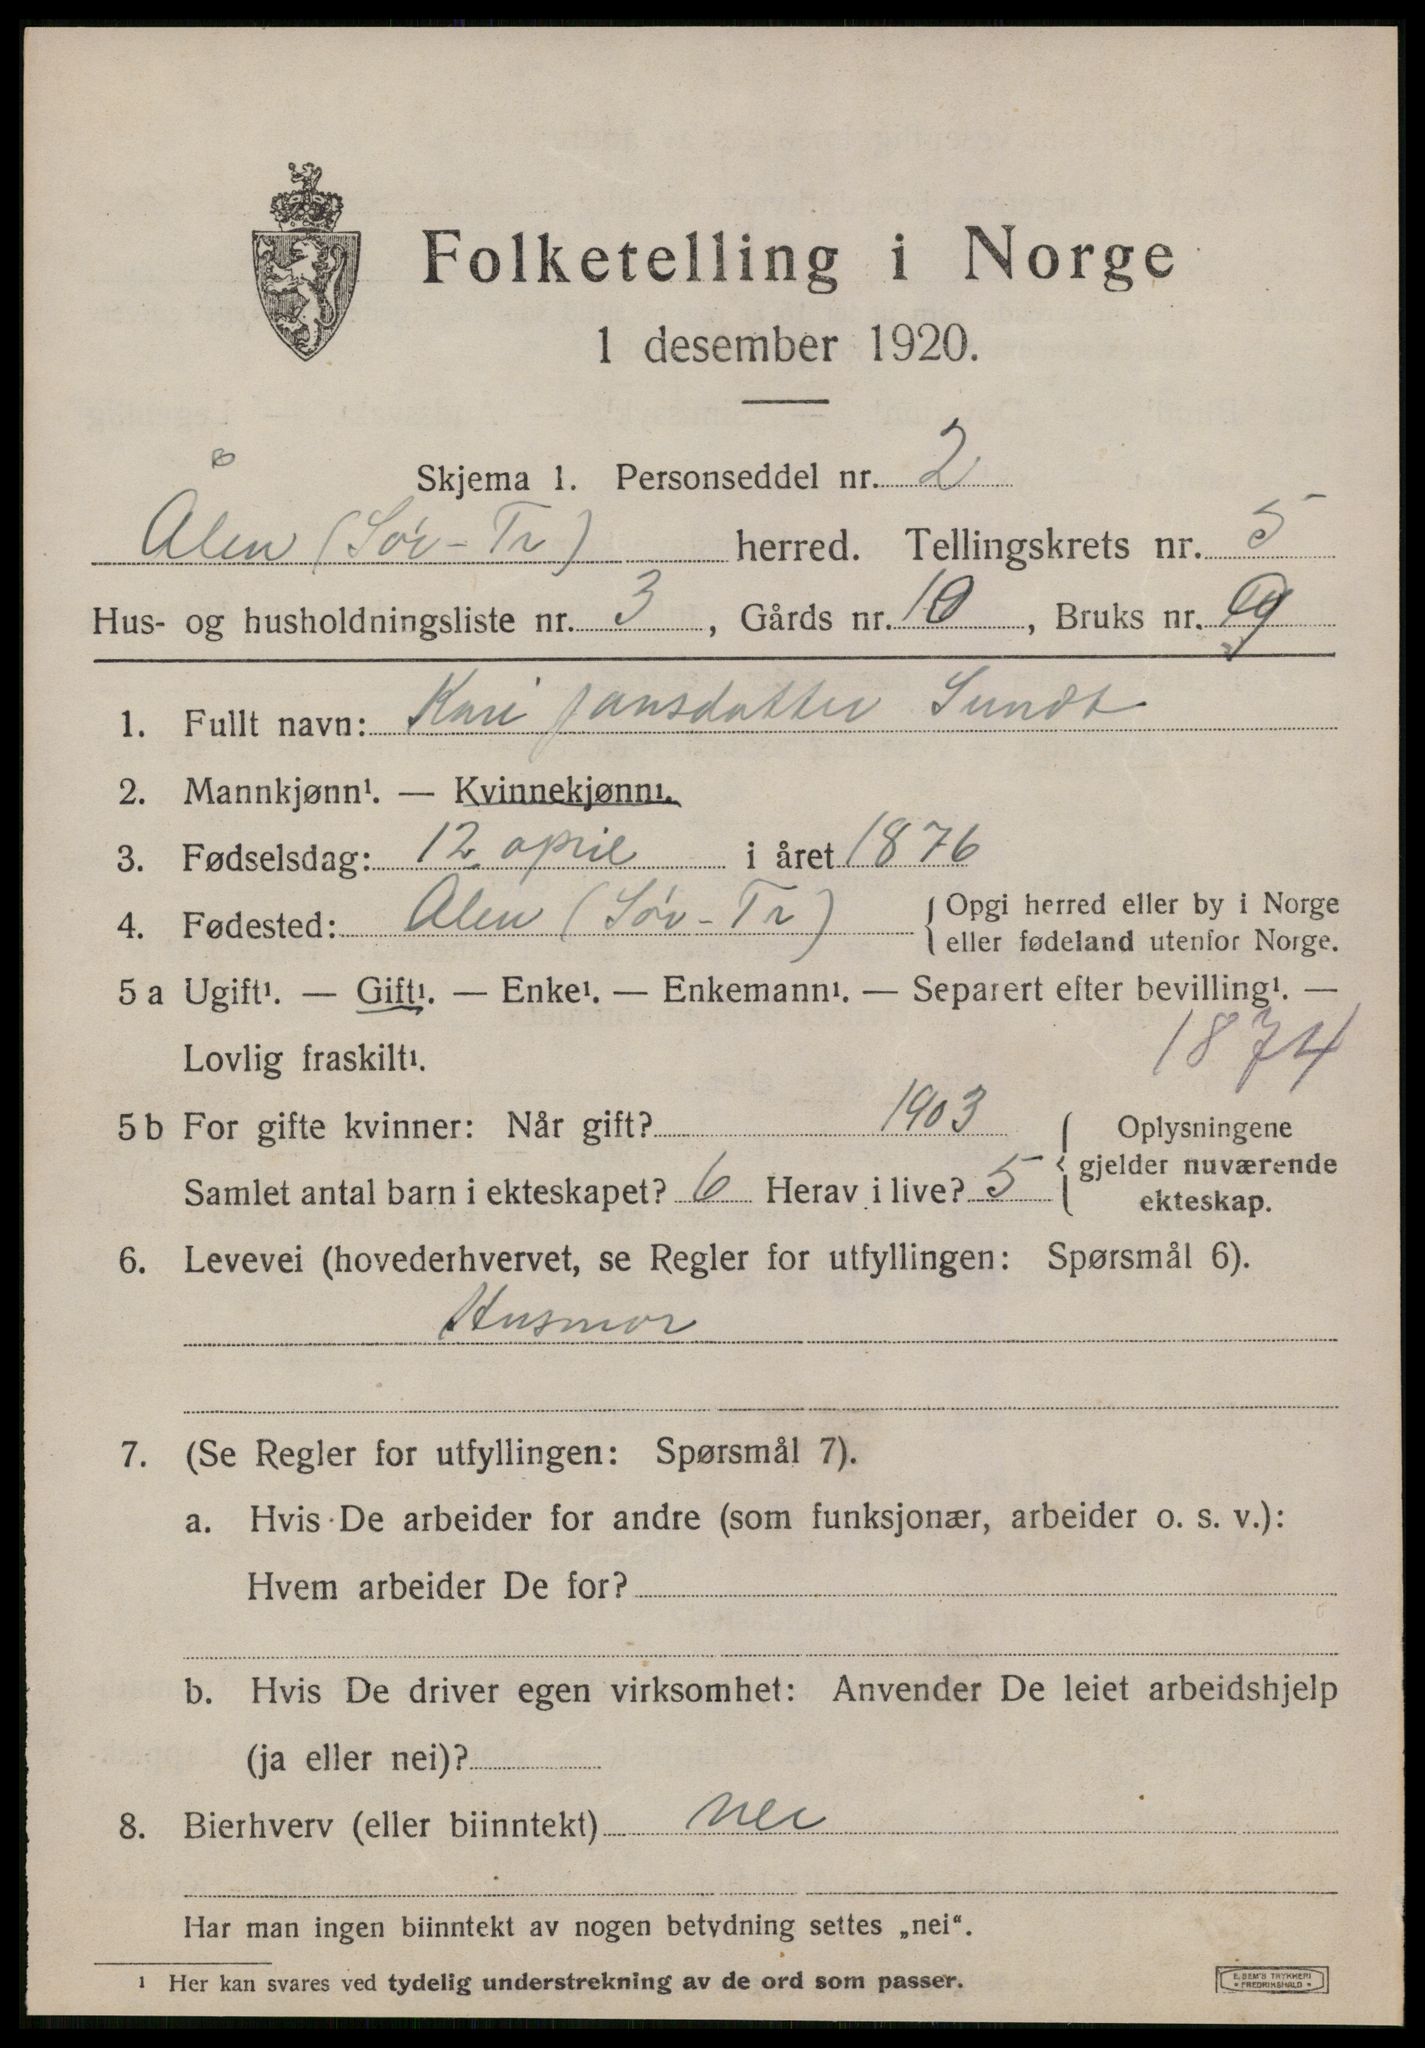 Folketelling i Norge
1 desember 1920.
Skjema 1. Personseddel nr. 2
Ålen (Sör-Tr) herred. Tellingskrets nr. 5
Hus- og husholdningsliste nr. 3, Gårds nr. 10, Bruks nr. 9
1. Fullt navn: Kari Jansdatter Sundt
2. Mannkjønn¹. — Kvinnekjønn¹.
3. Fødselsdag: 12 april i året 1876
4. Fødested: Ålen (Sör-Tr) { Opgi herred eller by i Norge
eller fødeland utenfor Norge.
5 a Ugift¹. — Gift¹. — Enke¹. — Enkemann¹. — Separert efter bevilling¹. —
Lovlig fraskilt¹. 1874
5 b For gifte kvinner: Når gift? 1903
Samlet antal barn i ekteskapet? 6 Herav i live? 5
{ Oplysningene
gjelder nuværende
ekteskap.
6. Levevei (hovederhvervet, se Regler for utfyllingen: Spørsmål 6).
Husmor
7. (Se Regler for utfyllingen: Spørsmål 7).
a. Hvis De arbeider for andre (som funksjonær, arbeider o. s. v.):
Hvem arbeider De for?
b. Hvis De driver egen virksomhet: Anvender De leiet arbeidshjelp
(ja eller nei)?
8. Bierhverv (eller biinntekt) nei
Har man ingen biinntekt av nogen betydning settes „nei“.
¹ Her kan svares ved tydelig understrekning av de ord som passer.
E. SEM'S TRYKKERI
FREDRIKSHALD